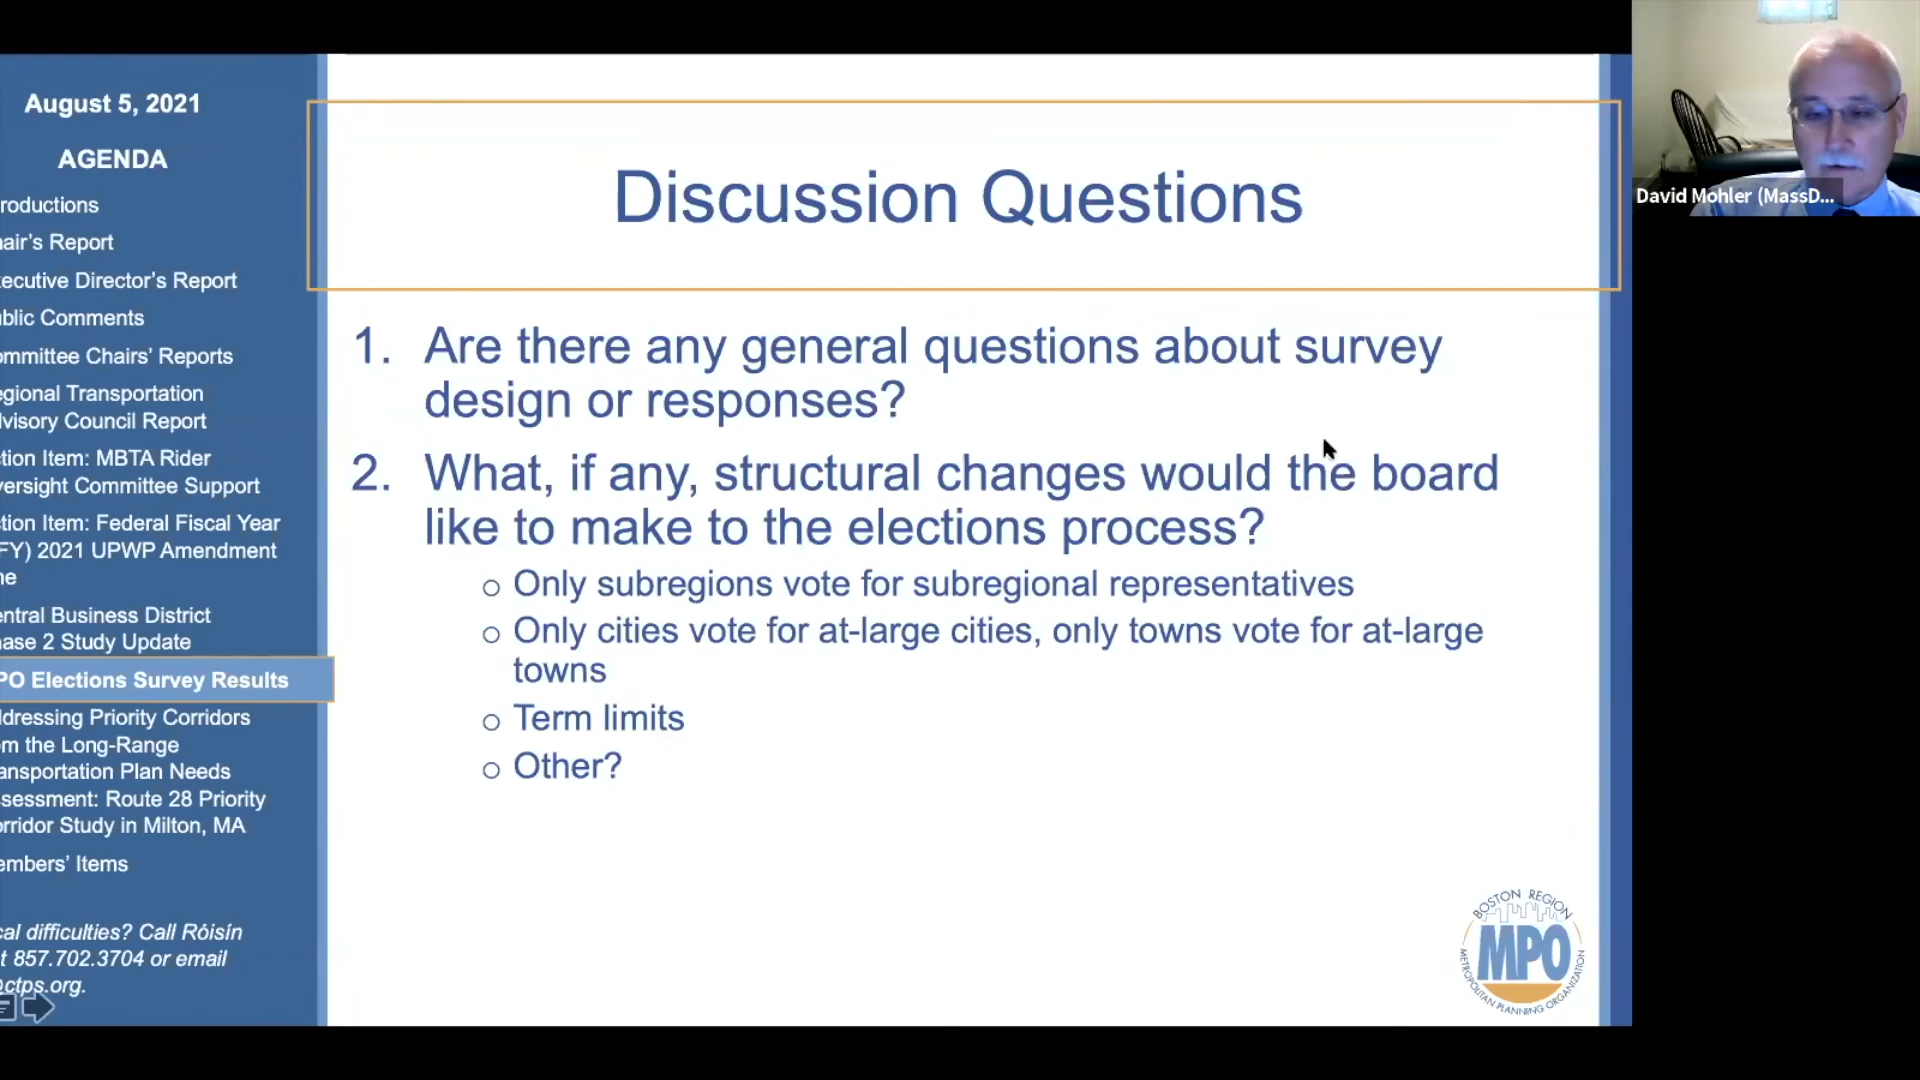 August 5, 2021
AGENDA
roductions
air's Report
ecutive Director's Report
blic Comments
ommittee Chairs' Reports
egional Transportation
visory Council Report
tion Item: MBTA Rider
ersight Committee Support
tion Item: Federal Fiscal Year
FY) 2021 UPWP Amendment
ne
entral Business District
ase 2 Study Update
PO Elections Survey Results
ddressing Priority Corridors
om the Long-Range
ansportation Plan Needs
ssessment: Route 28 Priority
orridor Study in Milton, MA
embers' Items
cal difficulties? Call Róisín
t 857.702.3704 or email
@ctps.org.
Discussion Questions
1. Are there any general questions about survey
design or responses?
2. What, if any, structural changes would the board
like to make to the elections process?
o Only subregions vote for subregional representatives
o Only cities vote for at-large cities, only towns vote for at-large
towns
o Term limits
o Other?
BOSTON REGION
MPO
METROPOLITAN PLANNING ORGANIZATION
David Mohler (MassD...